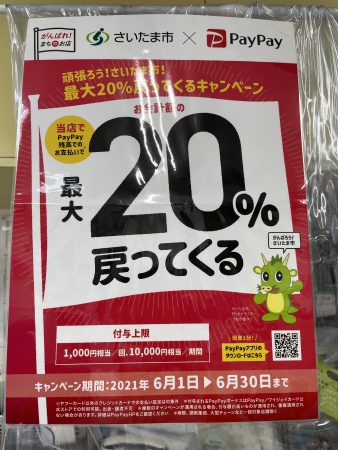 がんばれ!
まちのお店
さいたま市 × PayPay
頑張ろう!さいたま市!
最大20%戻ってくるキャンペーン
お会計額の
当店で
PayPay
残高での
お支払いで
最大
20%
戻ってくる
がんばろう!
さいたま市
付与上限
1,000円相当/回、10,000円相当/期間
簡単1分!
PayPayアプリの
ダウンロードはこちら
キャンペーン期間:2021年 6月1日▶6月30日まで